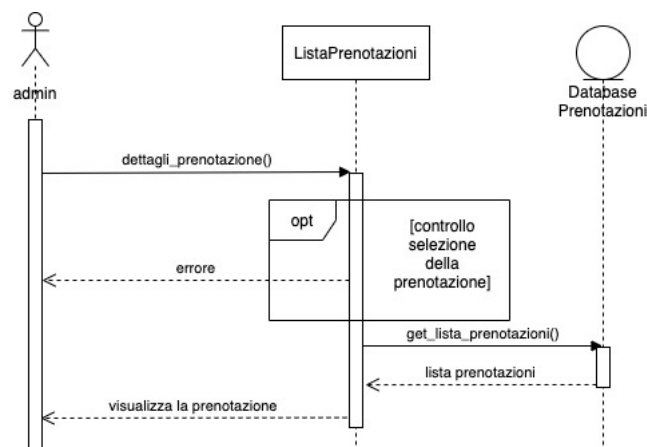 ListaPrenotazioni
admin
Database
Prenotazioni
dettagli_prenotazione()
opt
[controllo
selezione
della
prenotazione]
errore
get_lista_prenotazioni()
lista prenotazioni
visualizza la prenotazione